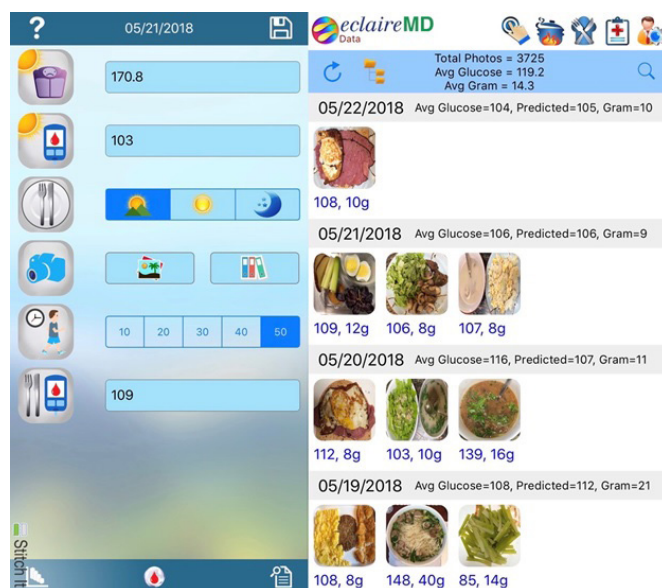 ?
05/21/2018
170.8
103
10 20 30 40 50
109
Stitch It
eclaireMD
Data
Total Photos = 3725
Avg Glucose = 119.2
Avg Gram = 14.3
05/22/2018 Avg Glucose=104, Predicted=105, Gram=10
108, 10g
05/21/2018 Avg Glucose=106, Predicted=106, Gram=9
109, 12g 106, 8g 107, 8g
05/20/2018 Avg Glucose=116, Predicted=107, Gram=11
112, 8g 103, 10g 139, 16g
05/19/2018 Avg Glucose=108, Predicted=112, Gram=21
108, 8g 148, 40g 85, 14g